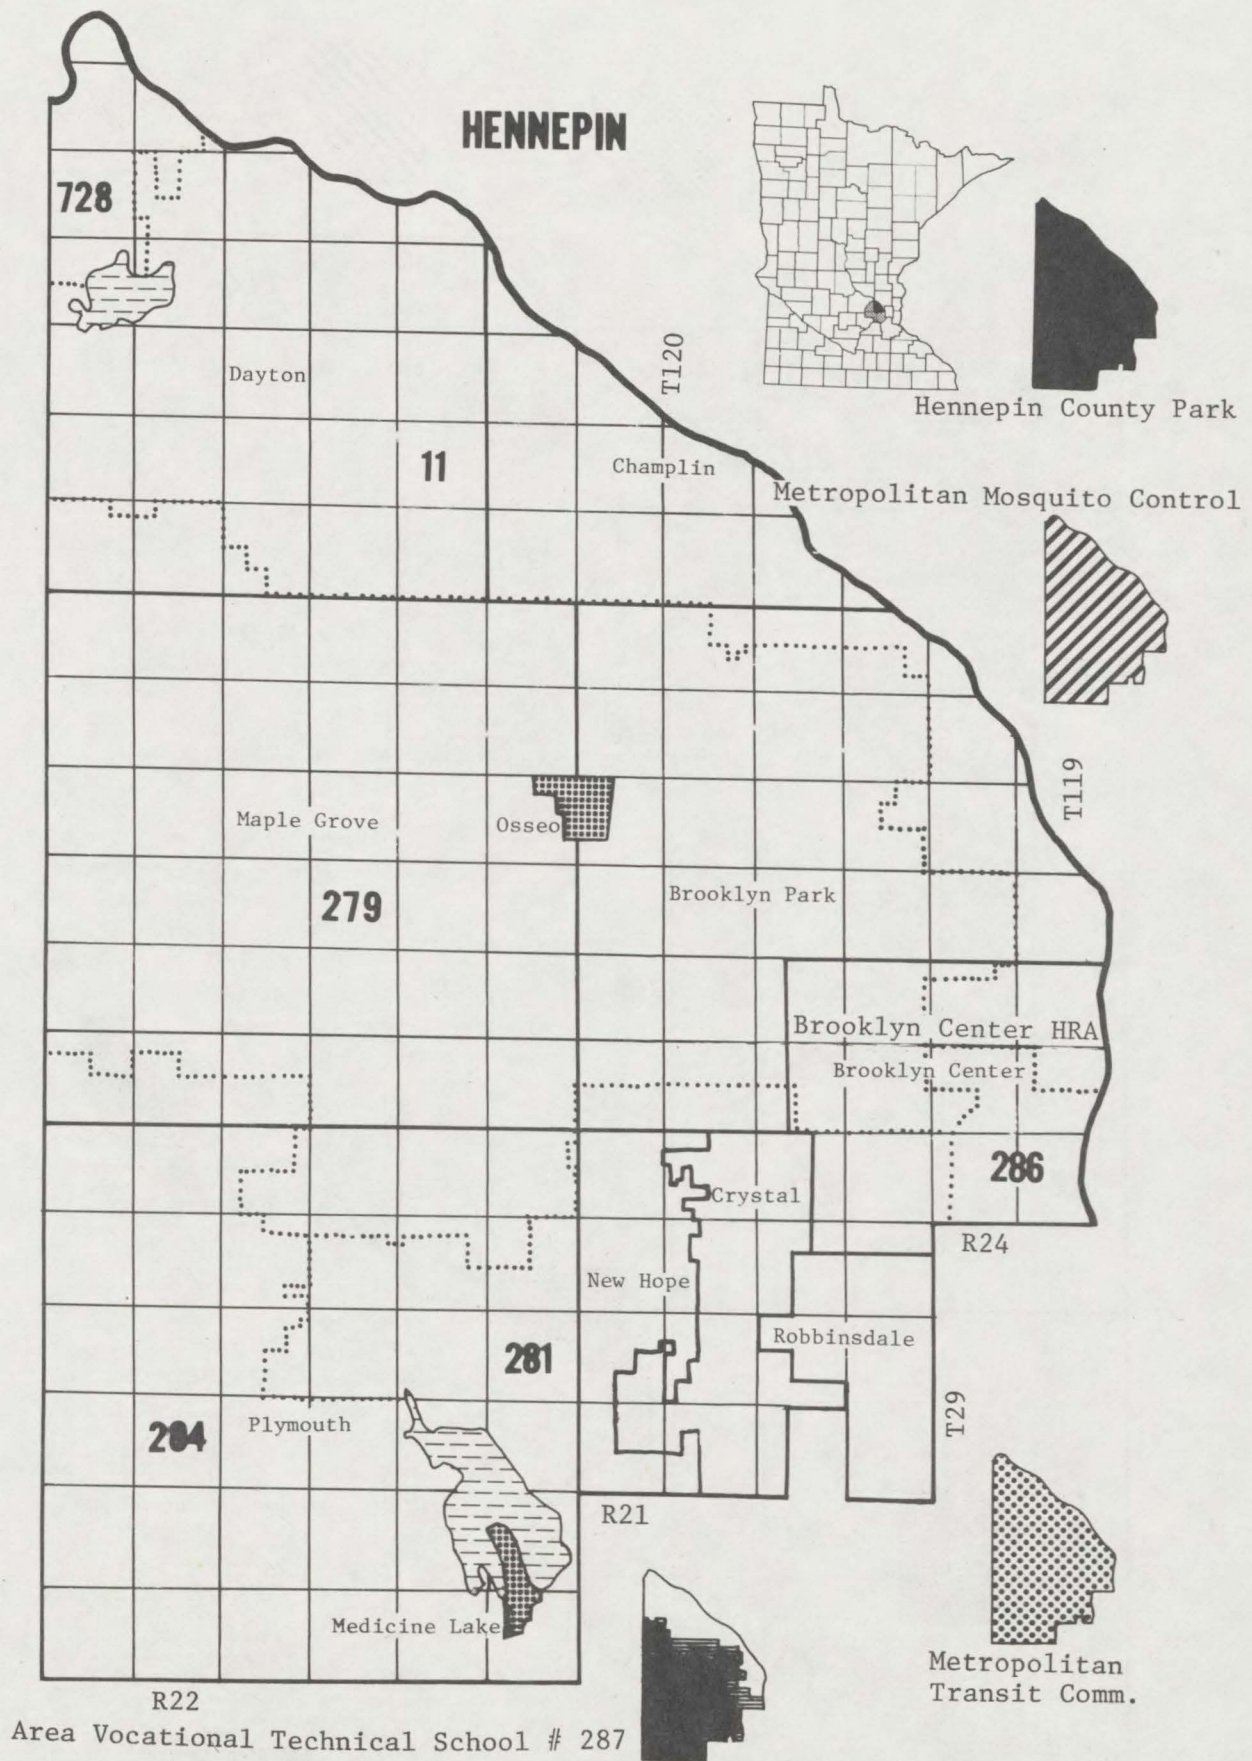 HENNEPIN
728
T120
Dayton
Hennepin County Park
11
Champlin
Metropolitan Mosquito Control
T119
Maple Grove
Osseo
Brooklyn Park
279
Brooklyn Center HRA
Brooklyn Center
286
Crystal
R24
New Hope
Robbinsdale
281
T29
284
Plymouth
R21
Medicine Lake
Metropolitan
Transit Comm.
R22
Area Vocational Technical School # 287